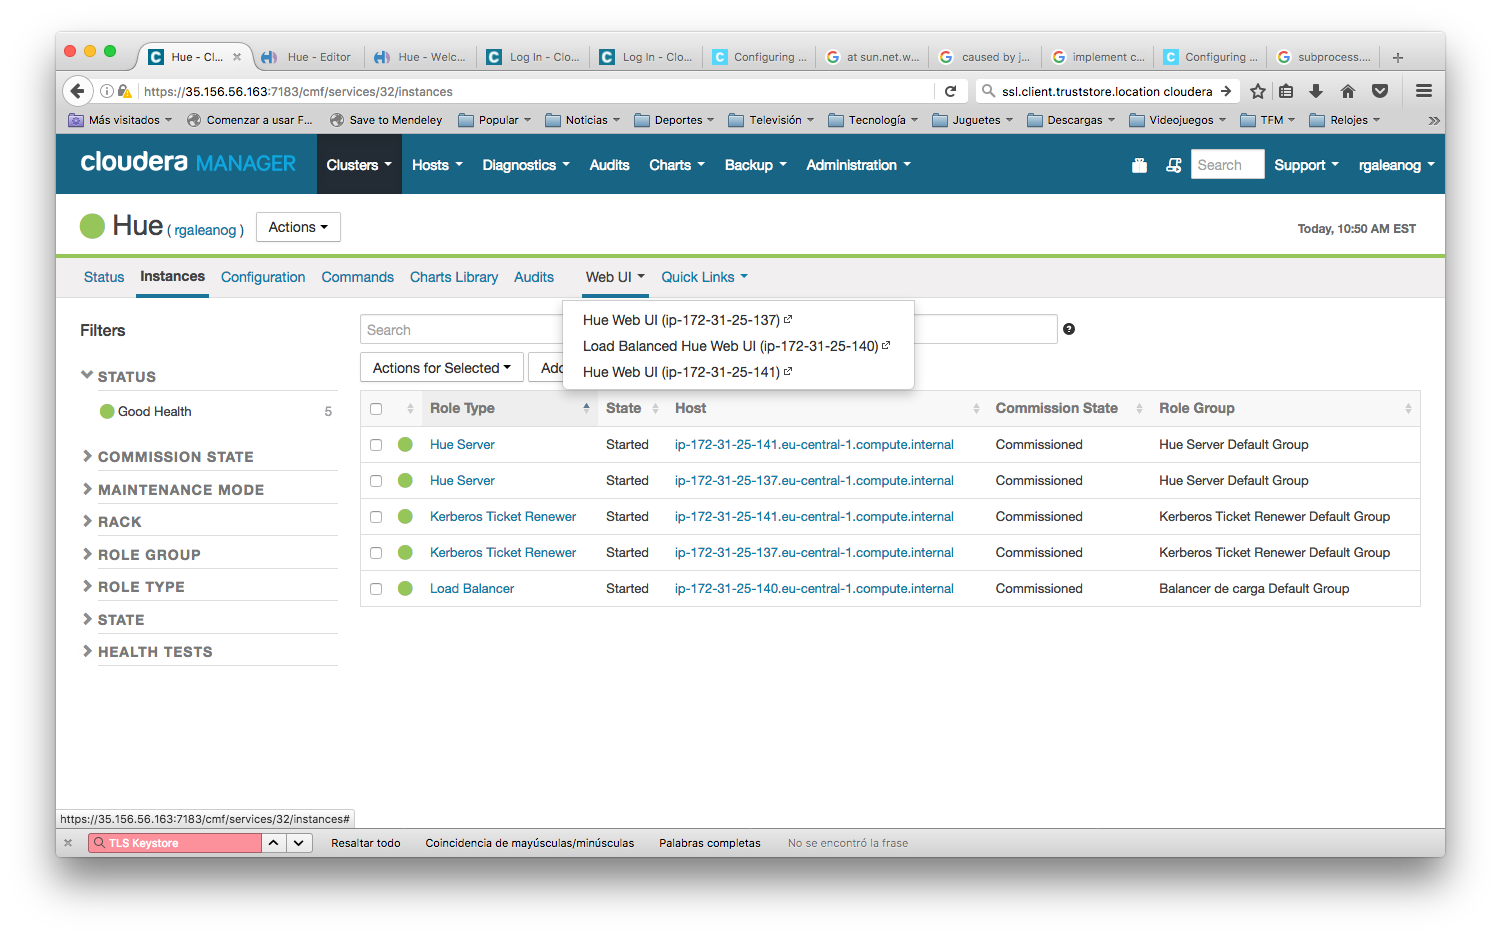 Hue - Cl...
Hue - Editor
Hue - Welc...
Log In - Clo...
Log In - Clo...
Configuring ...
at sun.net.w...
caused by j...
implement c...
Configuring ...
subprocess....
https://35.156.56.163:7183/cmf/services/32/instances
ssl.client.truststore.location cloudera
Más visitados
Comenzar a usar F...
Save to Mendeley
Popular
Noticias
Deportes
Televisión
Tecnología
Juguetes
Descargas
Videojuegos
TFM
Relojes
cloudera MANAGER
Clusters
Hosts
Diagnostics
Audits
Charts
Backup
Administration
Search
Support
rgaleanog
Hue ( rgaleanog )
Actions
Today, 10:50 AM EST
Status
Instances
Configuration
Commands
Charts Library
Audits
Web UI
Quick Links
Hue Web UI (ip-172-31-25-137)
Load Balanced Hue Web UI (ip-172-31-25-140)
Hue Web UI (ip-172-31-25-141)
Filters
STATUS
Good Health 5
COMMISSION STATE
MAINTENANCE MODE
RACK
ROLE GROUP
ROLE TYPE
STATE
HEALTH TESTS
Search
Actions for Selected
Role Type State Host Commission State Role Group
Hue Server Started ip-172-31-25-141.eu-central-1.compute.internal Commissioned Hue Server Default Group
Hue Server Started ip-172-31-25-137.eu-central-1.compute.internal Commissioned Hue Server Default Group
Kerberos Ticket Renewer Started ip-172-31-25-141.eu-central-1.compute.internal Commissioned Kerberos Ticket Renewer Default Group
Kerberos Ticket Renewer Started ip-172-31-25-137.eu-central-1.compute.internal Commissioned Kerberos Ticket Renewer Default Group
Load Balancer Started ip-172-31-25-140.eu-central-1.compute.internal Commissioned Balancer de carga Default Group
https://35.156.56.163:7183/cmf/services/32/instances#
TLS Keystore
Resaltar todo
Coincidencia de mayúsculas/minúsculas
Palabras completas
No se encontró la frase